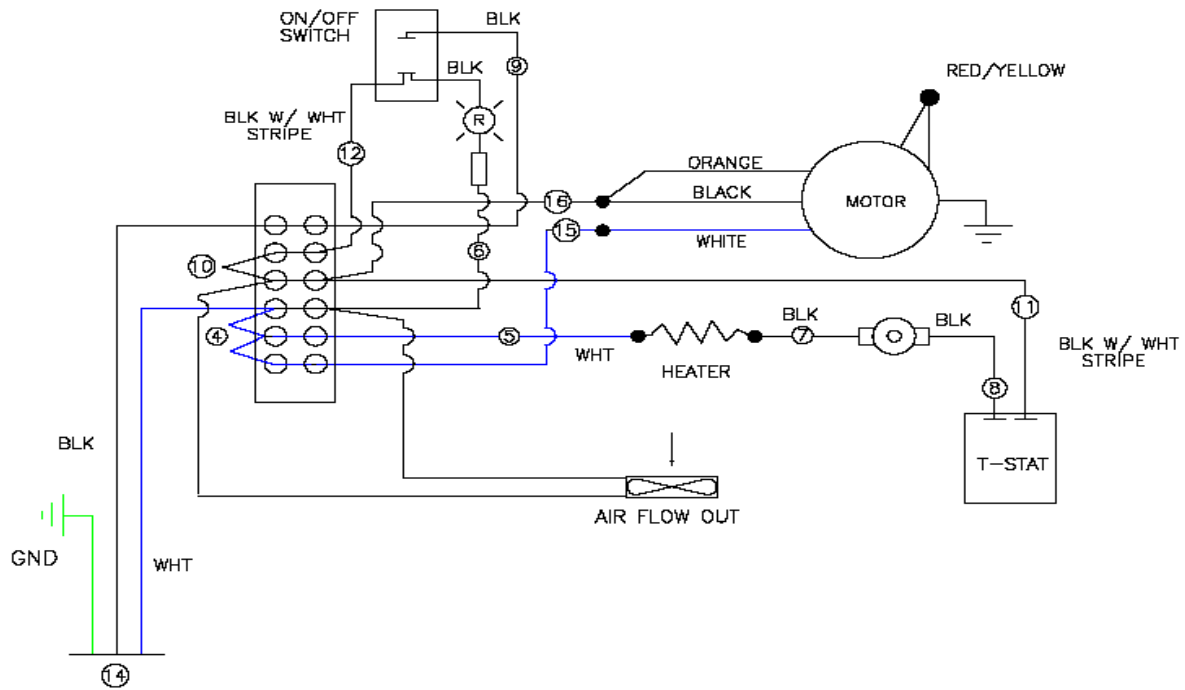 ON/OFF
SWITCH
BLK
9
BLK
RED/YELLOW
BLK W/ WHT
STRIPE
R
12
ORANGE
16
BLACK
MOTOR
15
WHITE
6
10
11
4
5
WHT
HEATER
BLK
7
BLK
BLK W/ WHT
STRIPE
8
T-STAT
BLK
AIR FLOW OUT
GND
WHT
14